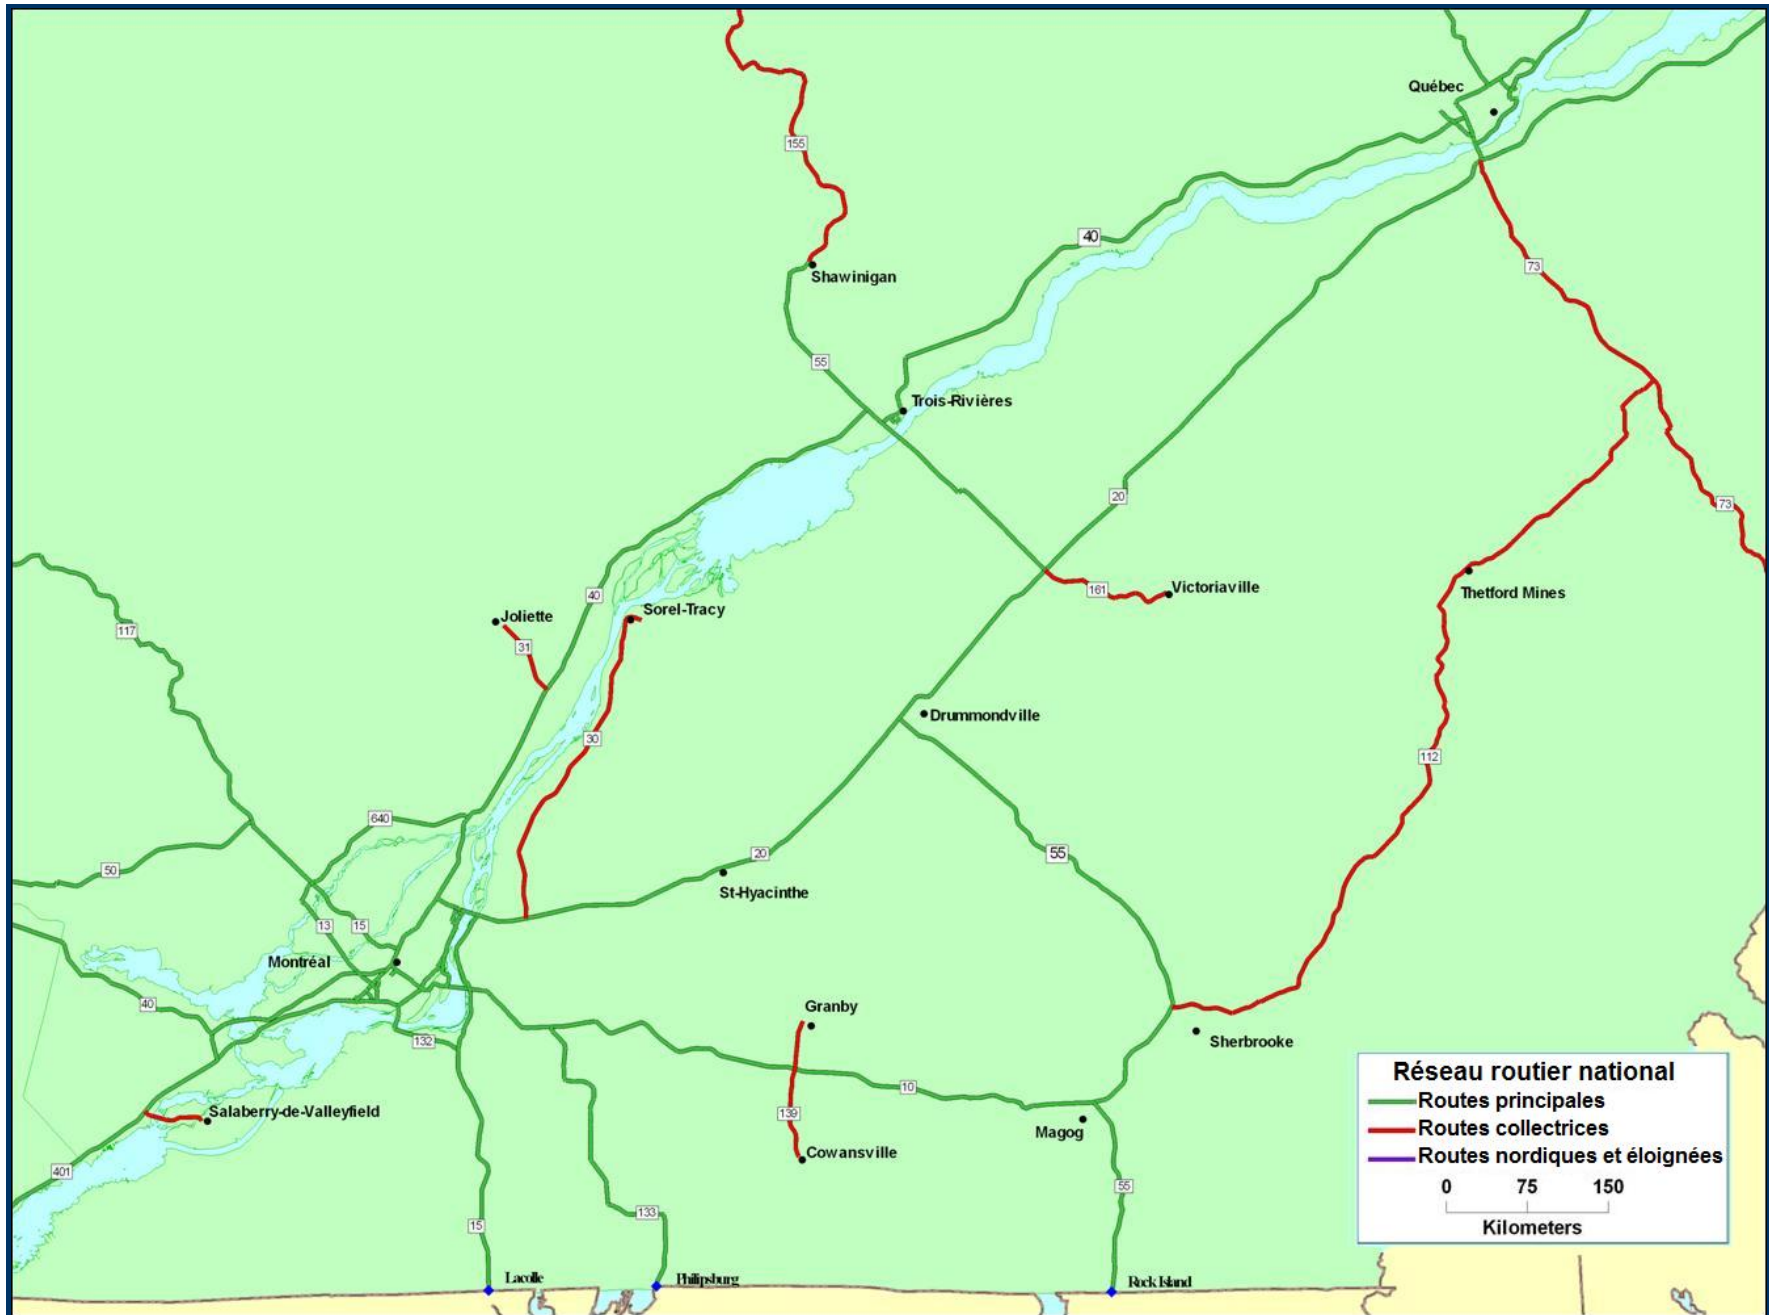 Québec
155
40
73
Shawinigan
55
Trois-Rivières
20
73
Victoriaville
161
Thetford Mines
40
Joliette
Sorel-Tracy
117
31
Drummondville
30
112
640
20
55
50
St-Hyacinthe
13
15
Montréal
40
Granby
132
Sherbrooke
10
Salaberry-de-Valleyfield
139
Magog
Cowansville
401
55
133
15
Lacolle
Philipsburg
Rock Island
Réseau routier national
Routes principales
Routes collectrices
Routes nordiques et éloignées
0 75 150
Kilometers